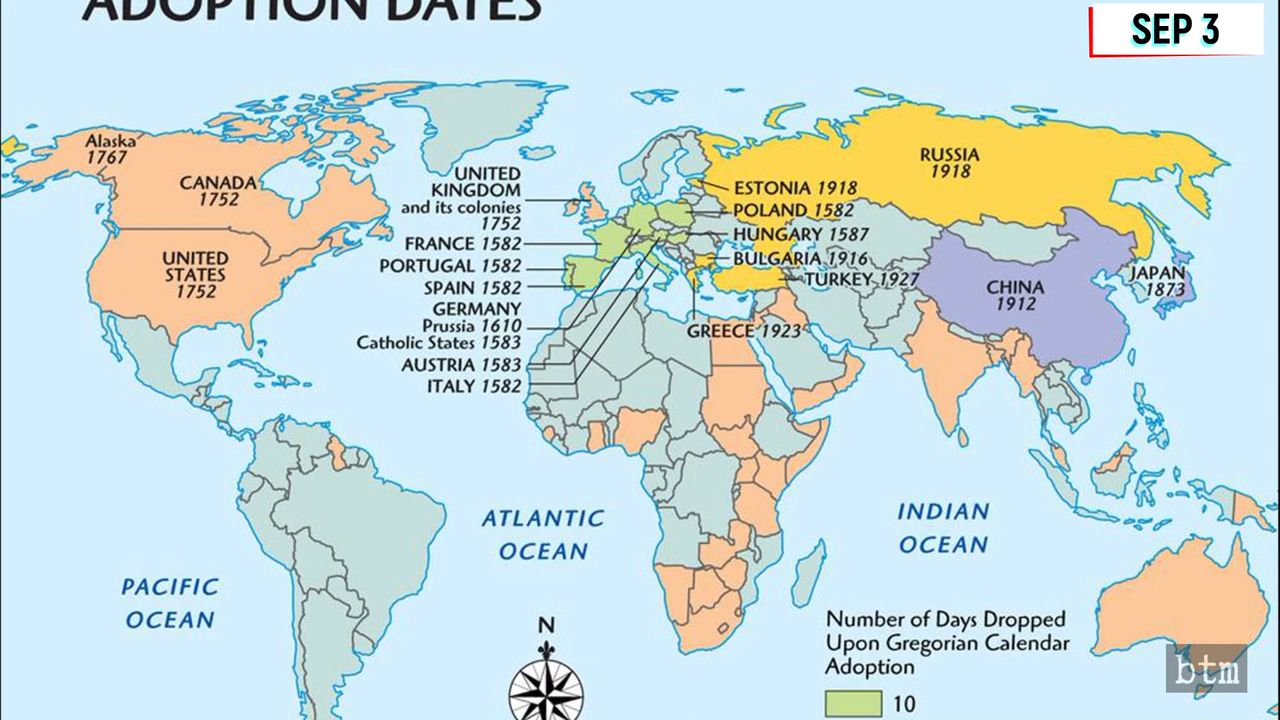 ADOPTION DATES
SEP 3
Alaska
1767
CANADA
1752
UNITED
STATES
1752
UNITED
KINGDOM
and its colonies
1752
FRANCE 1582
PORTUGAL 1582
SPAIN 1582
GERMANY
Prussia 1610
Catholic States 1583
AUSTRIA 1583
ITALY 1582
RUSSIA
1918
ESTONIA 1918
POLAND 1582
HUNGARY 1587
BULGARIA 1916
TURKEY 1927
GREECE 1923
CHINA
1912
JAPAN
1873
ATLANTIC
OCEAN
INDIAN
OCEAN
PACIFIC
OCEAN
N
Number of Days Dropped
Upon Gregorian Calendar
Adoption
10
btm